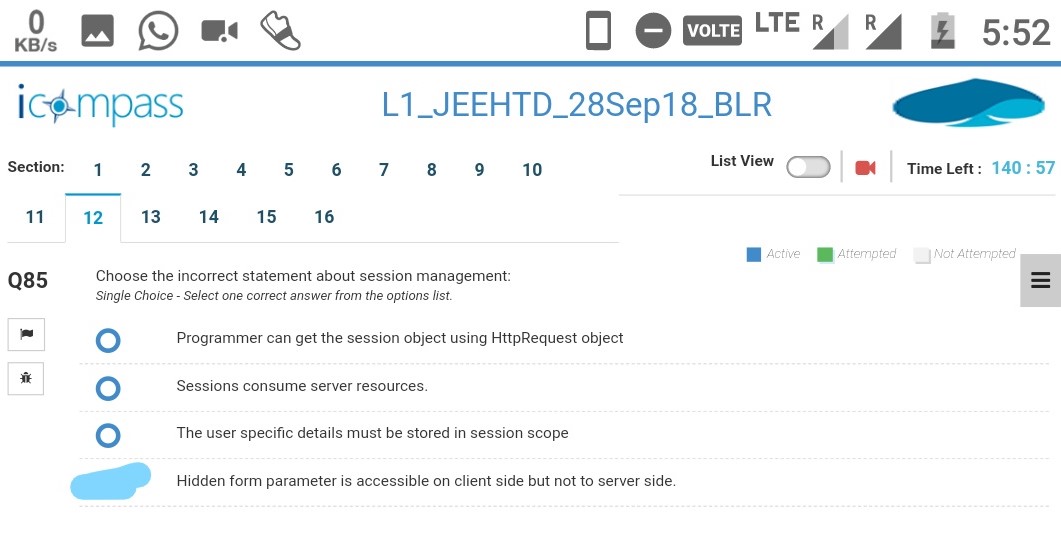 0
KB/s
VOLTE LTE R R 5:52
icompass
L1_JEEHTD_28Sep18_BLR
Section: 1 2 3 4 5 6 7 8 9 10
List View Time Left : 140 : 57
11 12 13 14 15 16
Active Attempted Not Attempted
Q85 Choose the incorrect statement about session management:
Single Choice - Select one correct answer from the options list.
Programmer can get the session object using HttpRequest object
Sessions consume server resources.
The user specific details must be stored in session scope
Hidden form parameter is accessible on client side but not to server side.